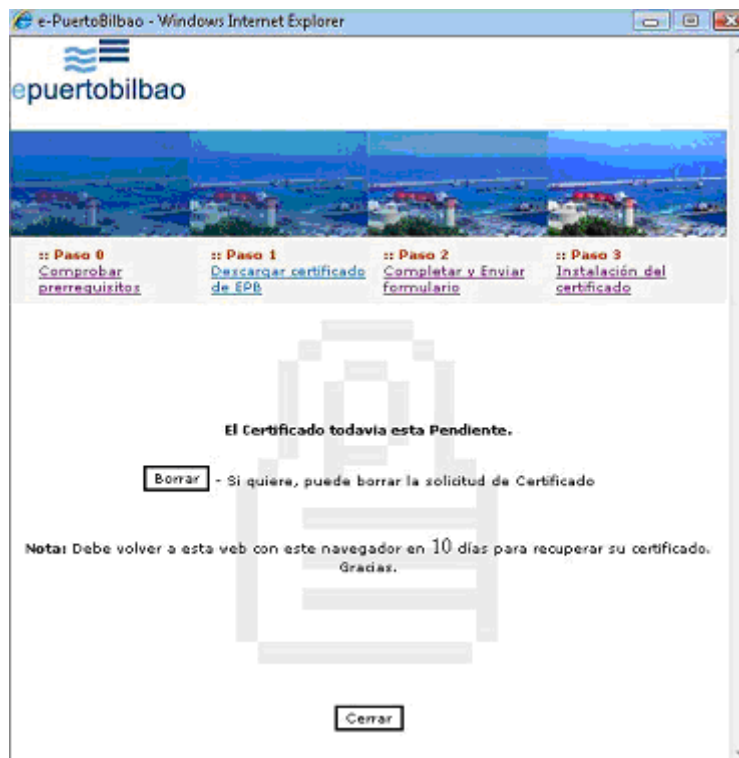 e-PuertoBilbao - Windows Internet Explorer
epuertobilbao
:: Paso 0
Comprobar
prerrequisitos
:: Paso 1
Descargar certificado
de EPB
:: Paso 2
Completar y Enviar
formulario
:: Paso 3
Instalación del
certificado
El Certificado todavia esta Pendiente.
Borrar - Si quiere, puede borrar la solicitud de Certificado
Nota: Debe volver a esta web con este navegador en 10 días para recuperar su certificado.
Gracias.
Cerrar